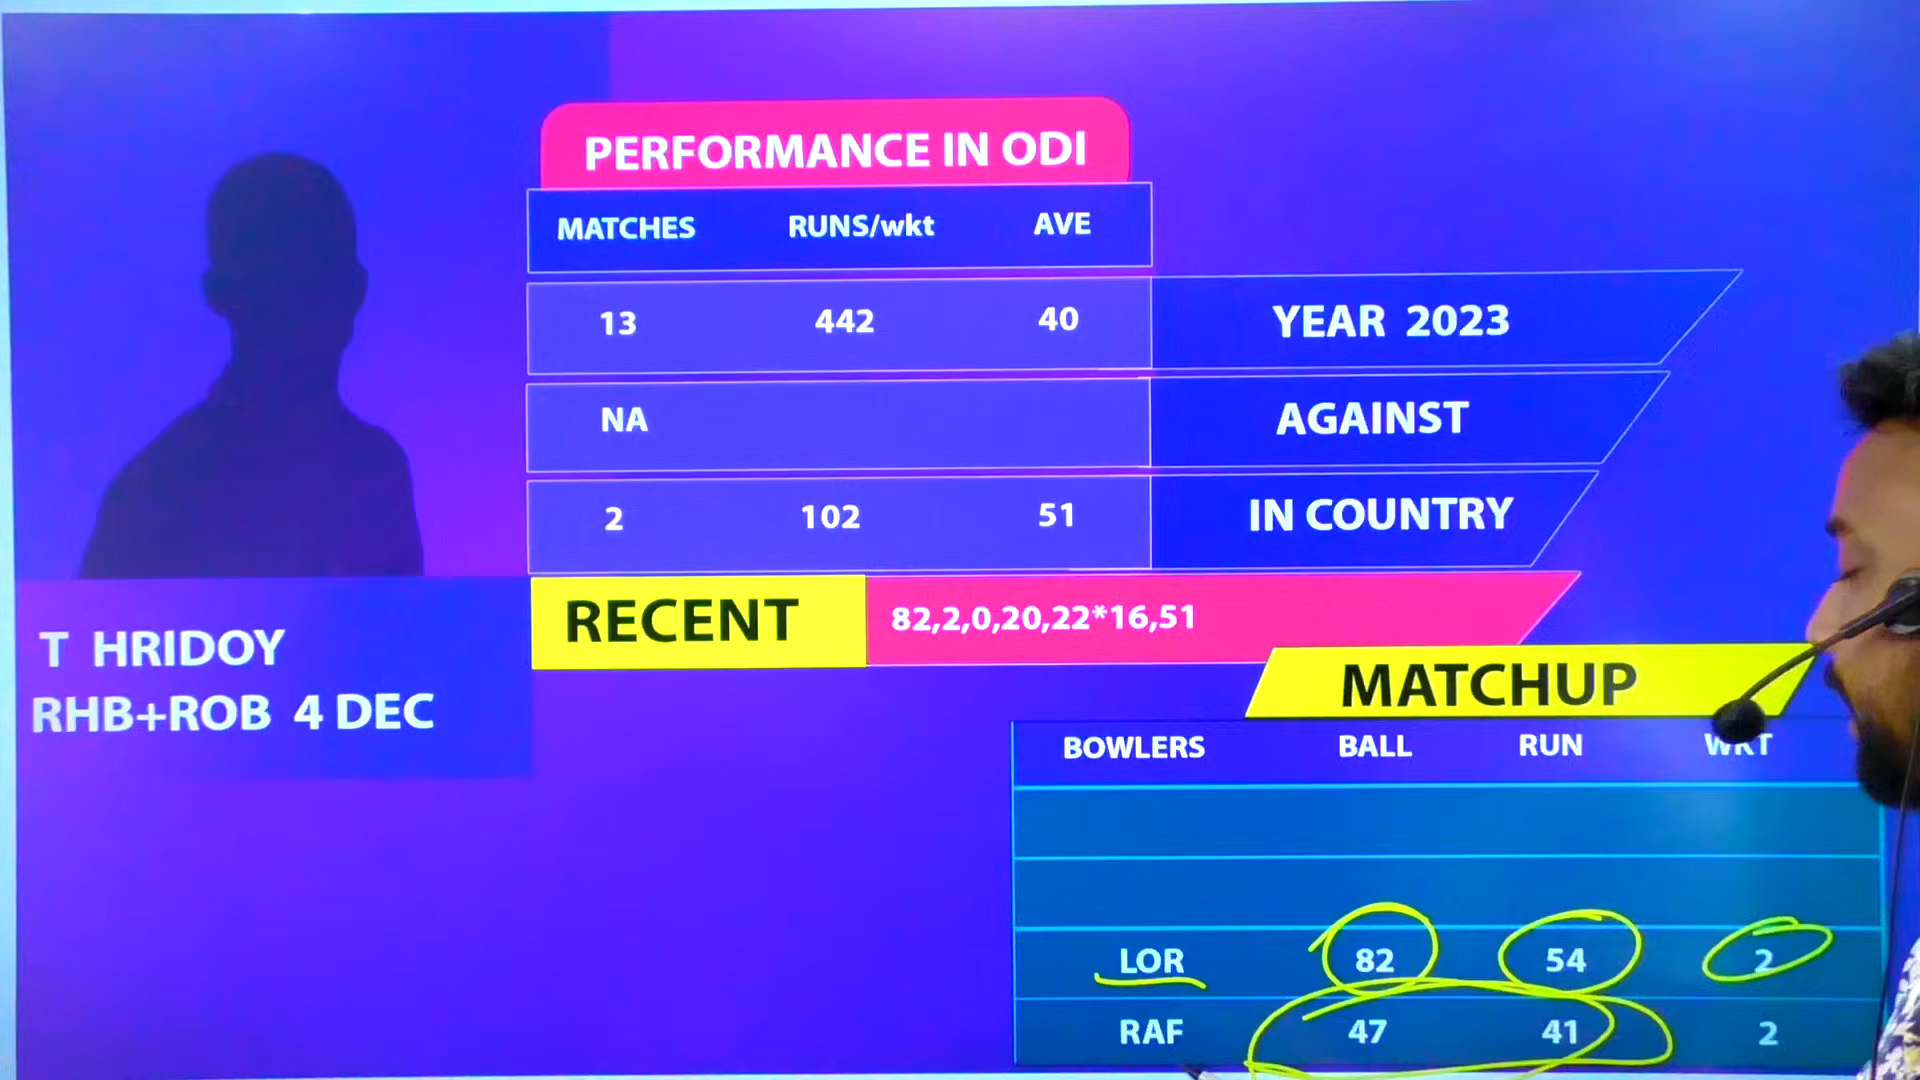 PERFORMANCE IN ODI
MATCHES RUNS/wkt AVE
13 442 40 YEAR 2023
NA AGAINST
2 102 51 IN COUNTRY
RECENT 82,2,0,20,22*16,51
T HRIDOY
RHB+ROB 4 DEC
MATCHUP
BOWLERS BALL RUN WKT
LOR 82 54 2
RAF 47 41 2